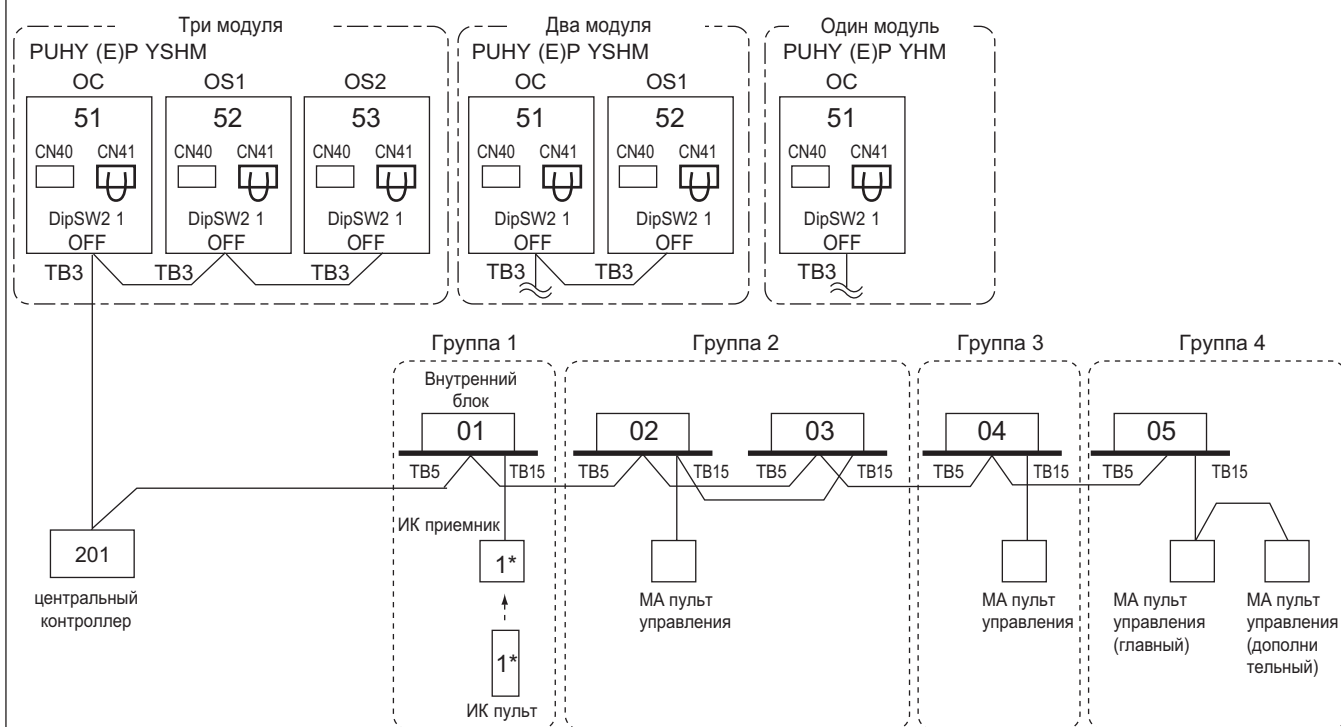 Три модуля
Два модуля
Один модуль
PUHY (E)P YSHM
PUHY (E)P YSHM
PUHY (E)P YHM
OC
OS1
OS2
OC
OS1
OC
51
52
53
51
52
51
CN40 CN41
CN40 CN41
CN40 CN41
CN40 CN41
CN40 CN41
CN40 CN41
DipSW2 1
DipSW2 1
DipSW2 1
DipSW2 1
DipSW2 1
DipSW2 1
OFF
OFF
OFF
OFF
OFF
OFF
TB3
TB3
TB3
TB3
TB3
TB3
Группа 1
Группа 2
Группа 3
Группа 4
Внутренний
блок
01
02
03
04
05
TB5
TB15
TB5
TB15
TB5
TB15
TB5
TB15
TB5
TB15
201
центральный
контроллер
ИК приемник
1*
1*
ИК пульт
МА пульт
управления
МА пульт
управления
МА пульт
управления
(главный)
МА пульт
управления
(дополни
тельный)